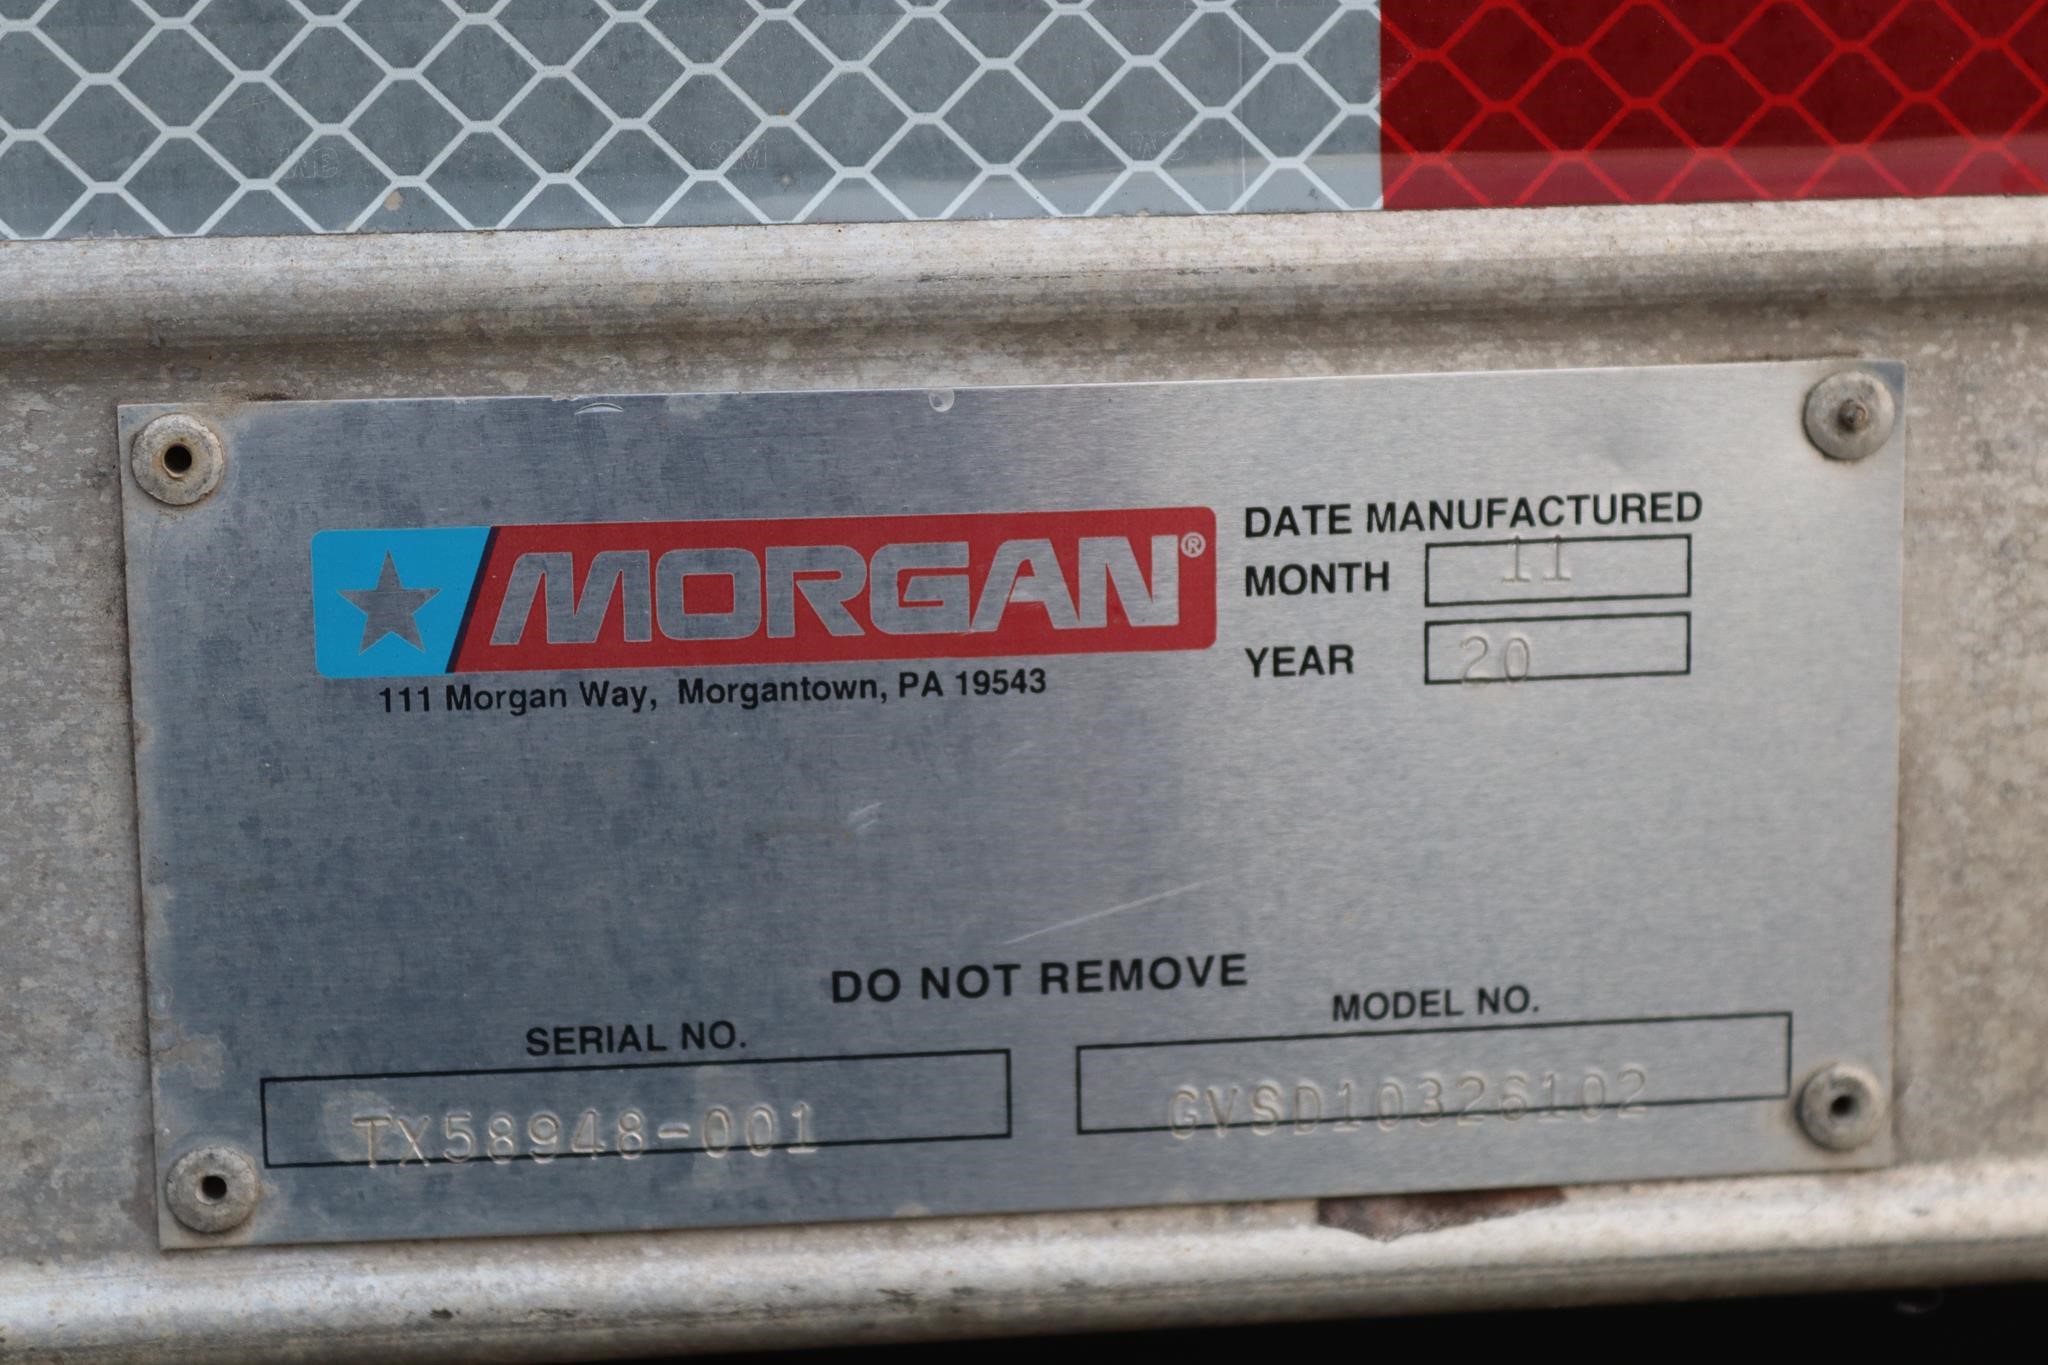 MORGAN®
111 Morgan Way, Morgantown, PA 19543
DATE MANUFACTURED
MONTH 11
YEAR 20
DO NOT REMOVE
SERIAL NO.
TX58948-001
MODEL NO.
GVSD10326102